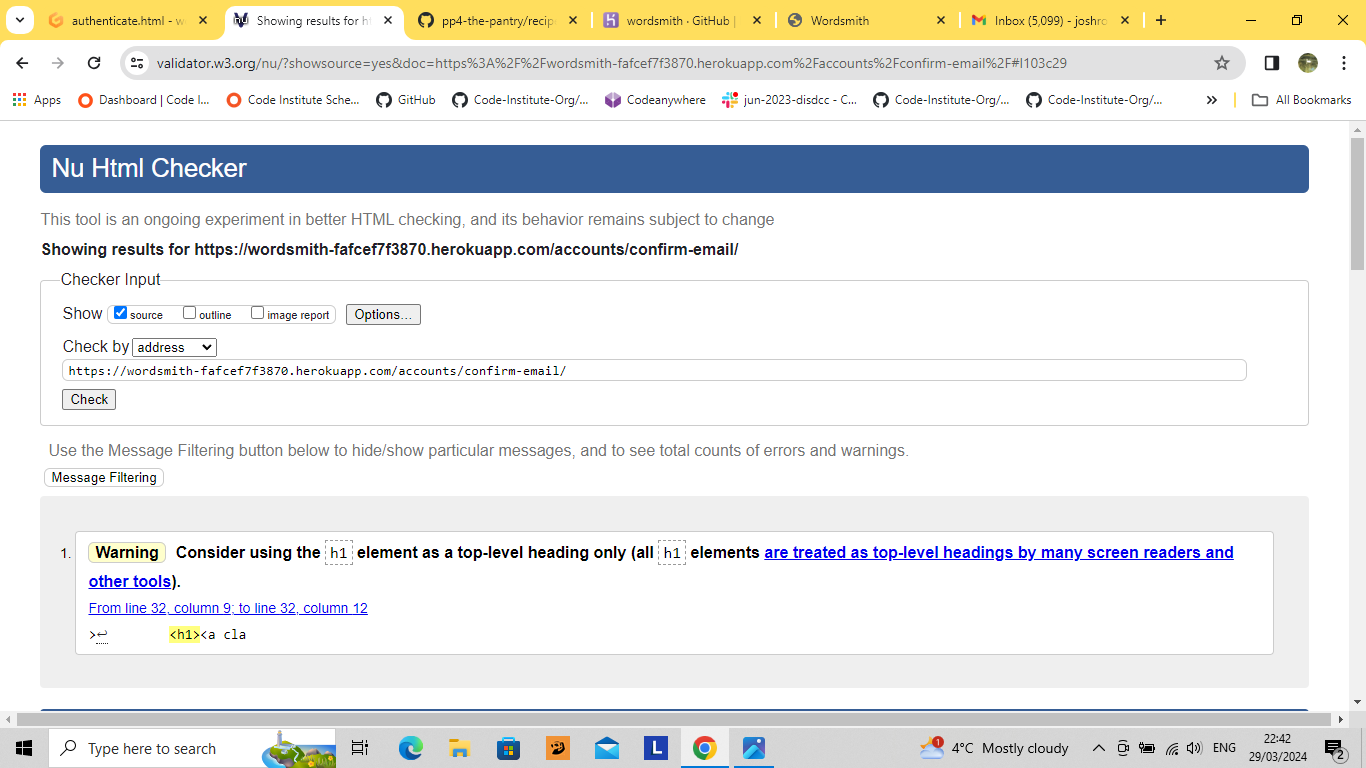 authenticate.html - w
Showing results for ht
pp4-the-pantry/recip
wordsmith · GitHub |
Wordsmith
Inbox (5,099) - joshro
validator.w3.org/nu/?showsource=yes&doc=https%3A%2F%2Fwordsmith-fafcef7f3870.herokuapp.com%2Faccounts%2Fconfirm-email%2F#l103c29
Apps
Dashboard | Code I...
Code Institute Sche...
GitHub
Code-Institute-Org/...
Codeanywhere
jun-2023-disdcc - C...
Code-Institute-Org/...
Code-Institute-Org/...
All Bookmarks
Nu Html Checker
This tool is an ongoing experiment in better HTML checking, and its behavior remains subject to change
Showing results for https://wordsmith-fafcef7f3870.herokuapp.com/accounts/confirm-email/
Checker Input
Show source outline image report Options...
Check by address
https://wordsmith-fafcef7f3870.herokuapp.com/accounts/confirm-email/
Check
Use the Message Filtering button below to hide/show particular messages, and to see total counts of errors and warnings.
Message Filtering
1. Warning Consider using the h1 element as a top-level heading only (all h1 elements are treated as top-level headings by many screen readers and
other tools).
From line 32, column 9; to line 32, column 12
>↩ <h1><a cla
Type here to search
L
1
4°C Mostly cloudy
ENG
22:42
29/03/2024
2